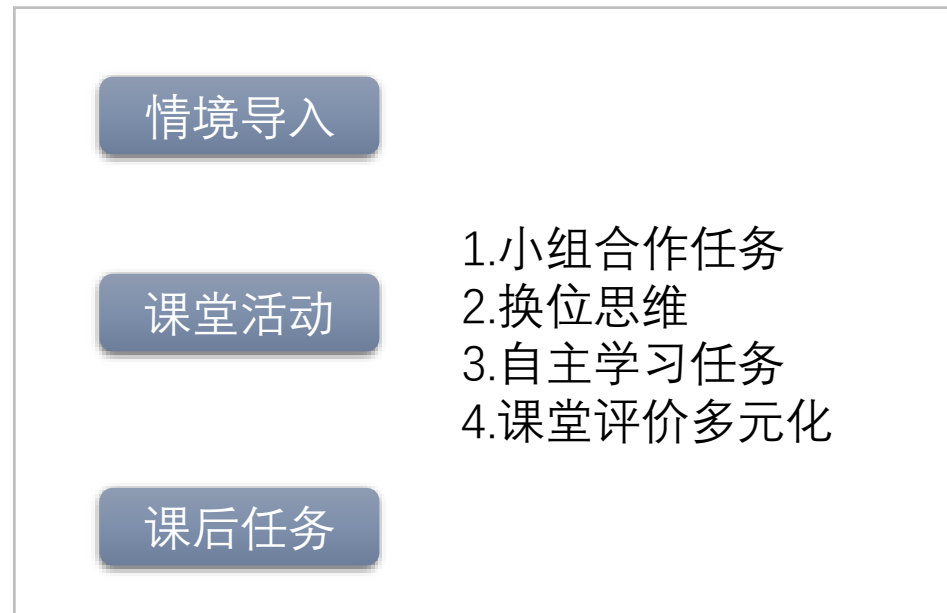 情境导入
课堂活动
1.小组合作任务
2.换位思维
3.自主学习任务
4.课堂评价多元化
课后任务